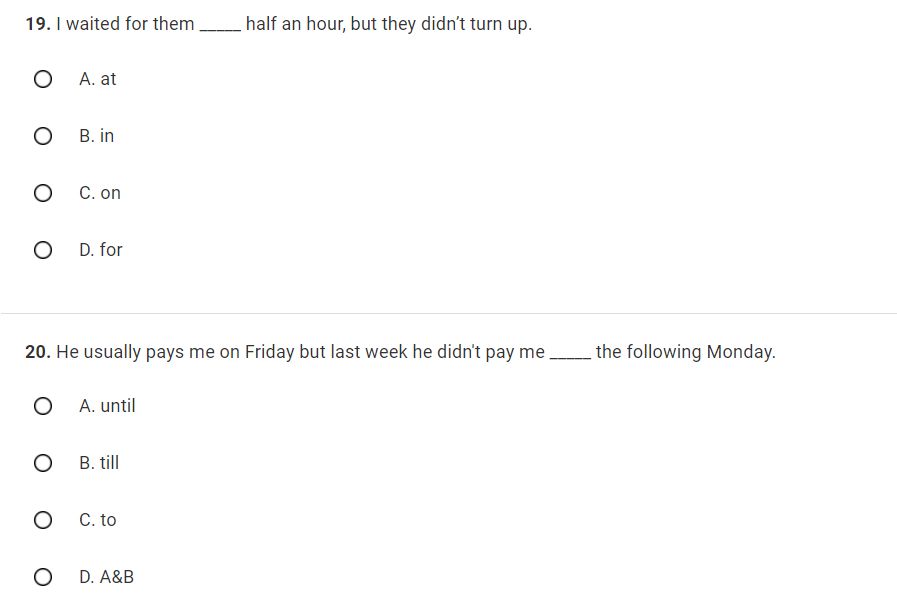 19. I waited for them _____ half an hour, but they didn’t turn up.
A. at
B. in
C. on
D. for
20. He usually pays me on Friday but last week he didn't pay me _____ the following Monday.
A. until
B. till
C. to
D. A&B